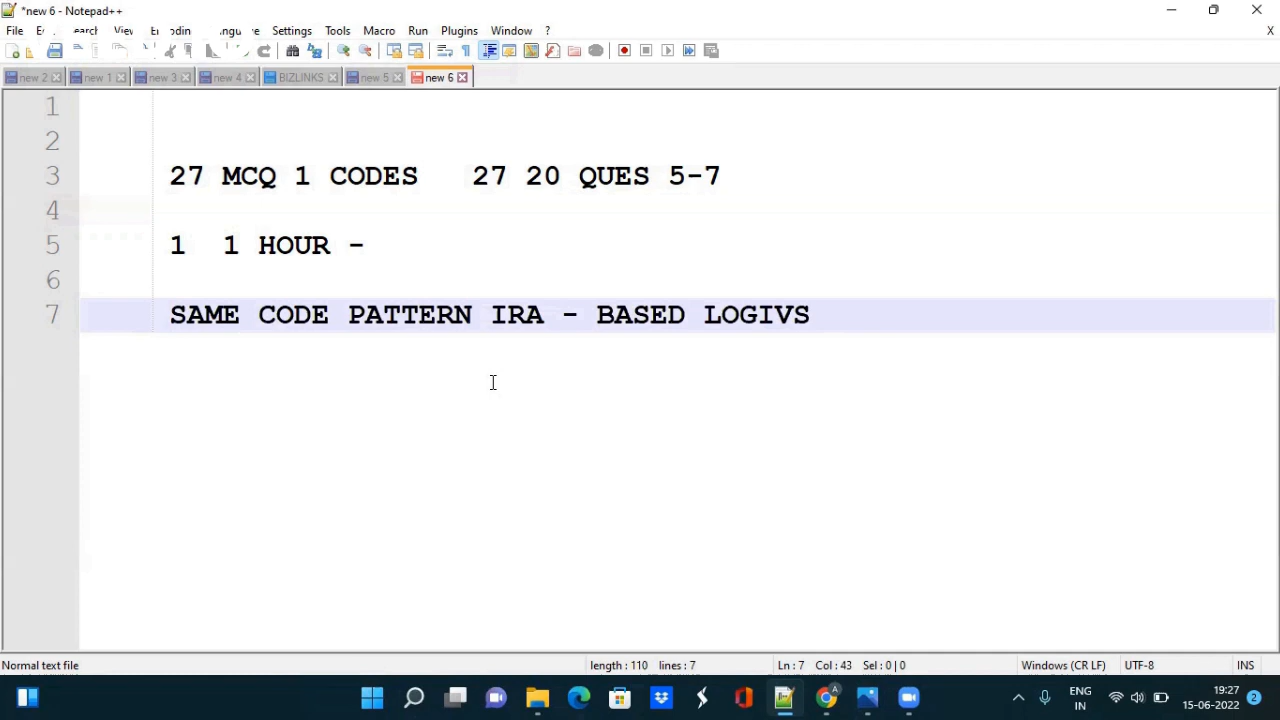 *new 6 - Notepad++
File Settings Tools Macro Run Plugins Window ? X
new 2 new 1 new 3 new 4 BIZLINKS new 5 new 6
1
2
3 27 MCQ 1 CODES 27 20 QUES 5-7
4
5 1 1 HOUR -
6
7 SAME CODE PATTERN IRA - BASED LOGIVS
Normal text file length : 110 lines : 7 Ln : 7 Col : 43 Sel : 0 | 0 Windows (CR LF) UTF-8 INS
ENG 19:27
IN 15-06-2022 2